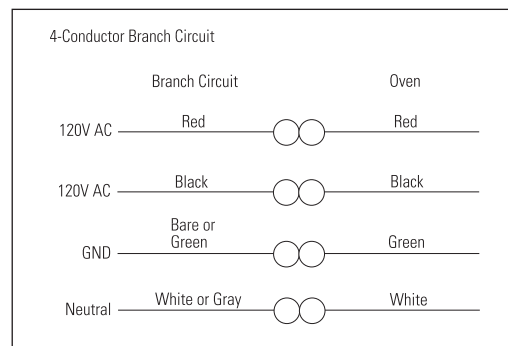 4-Conductor Branch Circuit
Branch Circuit Oven
120V AC Red Red
120V AC Black Black
Bare or
Green
GND Green
Neutral White or Gray White